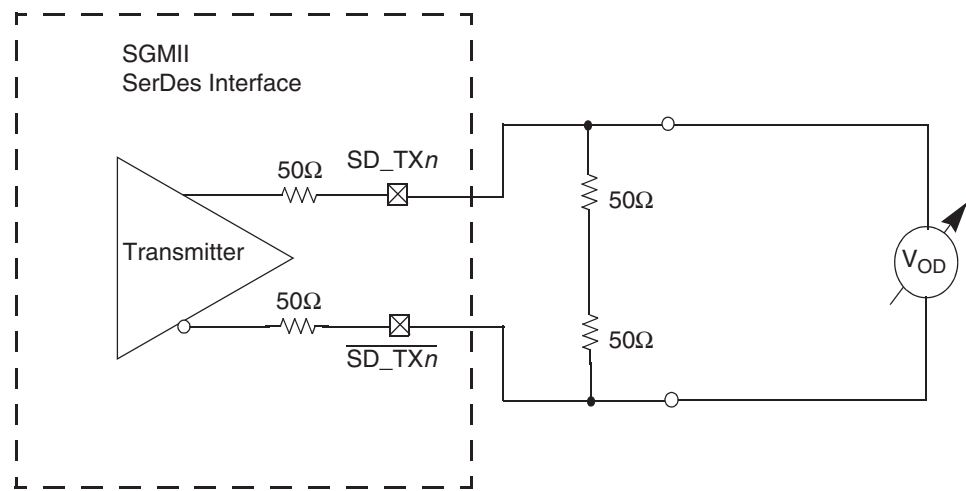 SGMII
SerDes Interface
50Ω
SD_TXn
50Ω
Transmitter
V_OD
50Ω
50Ω
SD_TXn